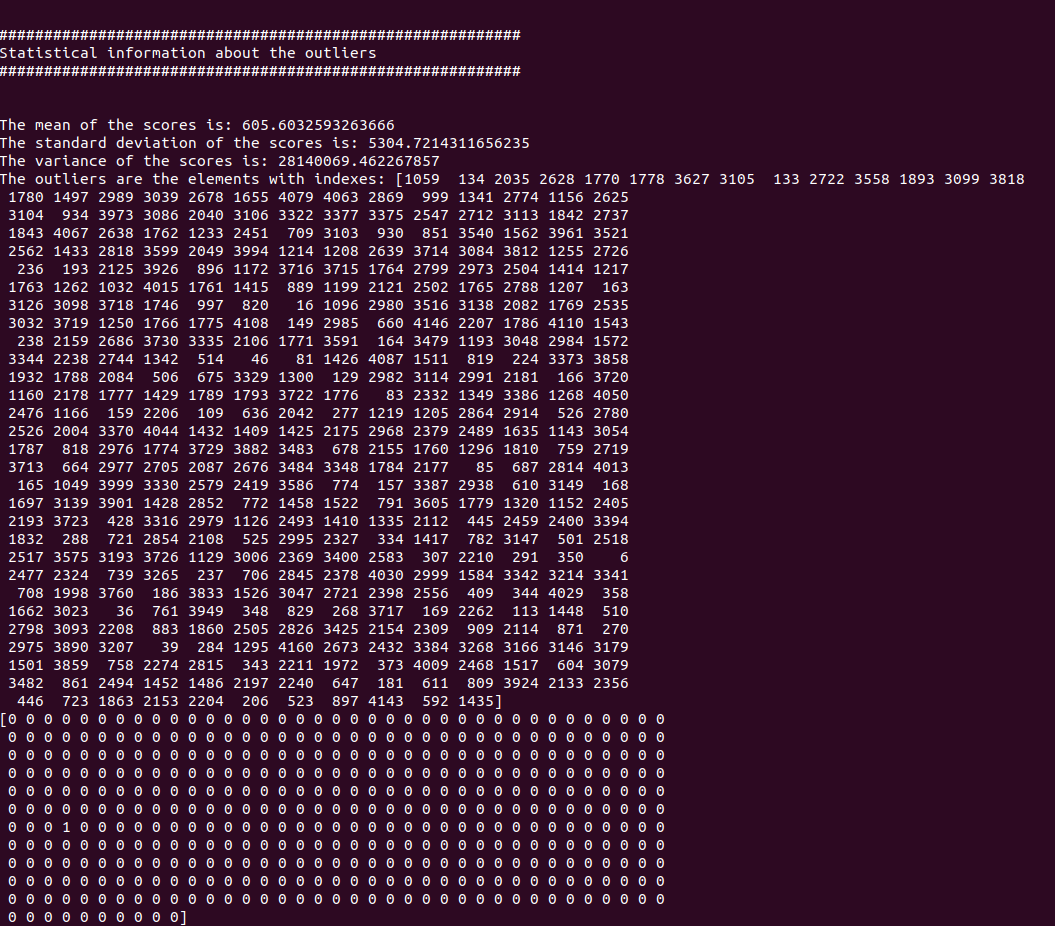 ##########################################################
Statistical information about the outliers
##########################################################
The mean of the scores is: 605.6032593263666
The standard deviation of the scores is: 5304.7214311656235
The variance of the scores is: 28140069.462267857
The outliers are the elements with indexes: [1059  134 2035 2628 1770 1778 3627 3105  133 2722 3558 1893 3099 3818
 1780 1497 2989 3039 2678 1655 4079 4063 2869  999 1341 2774 1156 2625
 3104  934 3973 3086 2040 3106 3322 3377 3375 2547 2712 3113 1842 2737
 1843 4067 2638 1762 1233 2451  709 3103  930  851 3540 1562 3961 3521
 2562 1433 2818 3599 2049 3994 1214 1208 2639 3714 3084 3812 1255 2726
  236  193 2125 3926  896 1172 3716 3715 1764 2799 2973 2504 1414 1217
 1763 1262 1032 4015 1761 1415  889 1199 2121 2502 1765 2788 1207  163
 3126 3098 3718 1746  997  820   16 1096 2980 3516 3138 2082 1769 2535
 3032 3719 1250 1766 1775 4108  149 2985  660 4146 2207 1786 4110 1543
  238 2159 2686 3730 3335 2106 1771 3591  164 3479 1193 3048 2984 1572
 3344 2238 2744 1342  514   46   81 1426 4087 1511  819  224 3373 3858
 1932 1788 2084  506  675 3329 1300  129 2982 3114 2991 2181  166 3720
 1160 2178 1777 1429 1789 1793 3722 1776   83 2332 1349 3386 1268 4050
 2476 1166  159 2206  109  636 2042  277 1219 1205 2864 2914  526 2780
 2526 2004 3370 4044 1432 1409 1425 2175 2968 2379 2489 1635 1143 3054
 1787  818 2976 1774 3729 3882 3483  678 2155 1760 1296 1810  759 2719
 3713  664 2977 2705 2087 2676 3484 3348 1784 2177   85  687 2814 4013
  165 1049 3999 3330 2579 2419 3586  774  157 3387 2938  610 3149  168
 1697 3139 3901 1428 2852  772 1458 1522  791 3605 1779 1320 1152 2405
 2193 3723  428 3316 2979 1126 2493 1410 1335 2112  445 2459 2400 3394
 1832  288  721 2854 2108  525 2995 2327  334 1417  782 3147  501 2518
 2517 3575 3193 3726 1129 3006 2369 3400 2583  307 2210  291  350    6
 2477 2324  739 3265  237  706 2845 2378 4030 2999 1584 3342 3214 3341
  708 1998 3760  186 3833 1526 3047 2721 2398 2556  409  344 4029  358
 1662 3023   36  761 3949  348  829  268 3717  169 2262  113 1448  510
 2798 3093 2208  883 1860 2505 2826 3425 2154 2309  909 2114  871  270
 2975 3890 3207   39  284 1295 4160 2673 2432 3384 3268 3166 3146 3179
 1501 3859  758 2274 2815  343 2211 1972  373 4009 2468 1517  604 3079
 3482  861 2494 1452 1486 2197 2240  647  181  611  809 3924 2133 2356
  446  723 1863 2153 2204  206  523  897 4143  592 1435]
[0 0 0 0 0 0 0 0 0 0 0 0 0 0 0 0 0 0 0 0 0 0 0 0 0 0 0 0 0 0 0 0 0 0 0 0 0
 0 0 0 0 0 0 0 0 0 0 0 0 0 0 0 0 0 0 0 0 0 0 0 0 0 0 0 0 0 0 0 0 0 0 0 0 0
 0 0 0 0 0 0 0 0 0 0 0 0 0 0 0 0 0 0 0 0 0 0 0 0 0 0 0 0 0 0 0 0 0 0 0 0 0
 0 0 0 0 0 0 0 0 0 0 0 0 0 0 0 0 0 0 0 0 0 0 0 0 0 0 0 0 0 0 0 0 0 0 0 0 0
 0 0 0 0 0 0 0 0 0 0 0 0 0 0 0 0 0 0 0 0 0 0 0 0 0 0 0 0 0 0 0 0 0 0 0 0 0
 0 0 0 0 0 0 0 0 0 0 0 0 0 0 0 0 0 0 0 0 0 0 0 0 0 0 0 0 0 0 0 0 0 0 0 0 0
 0 0 0 1 0 0 0 0 0 0 0 0 0 0 0 0 0 0 0 0 0 0 0 0 0 0 0 0 0 0 0 0 0 0 0 0 0
 0 0 0 0 0 0 0 0 0 0 0 0 0 0 0 0 0 0 0 0 0 0 0 0 0 0 0 0 0 0 0 0 0 0 0 0 0
 0 0 0 0 0 0 0 0 0 0 0 0 0 0 0 0 0 0 0 0 0 0 0 0 0 0 0 0 0 0 0 0 0 0 0 0 0
 0 0 0 0 0 0 0 0 0 0 0 0 0 0 0 0 0 0 0 0 0 0 0 0 0 0 0 0 0 0 0 0 0 0 0 0 0
 0 0 0 0 0 0 0 0 0 0 0 0 0 0 0 0 0 0 0 0 0 0 0 0 0 0 0 0 0 0 0 0 0 0 0 0 0
 0 0 0 0 0 0 0 0 0 0]